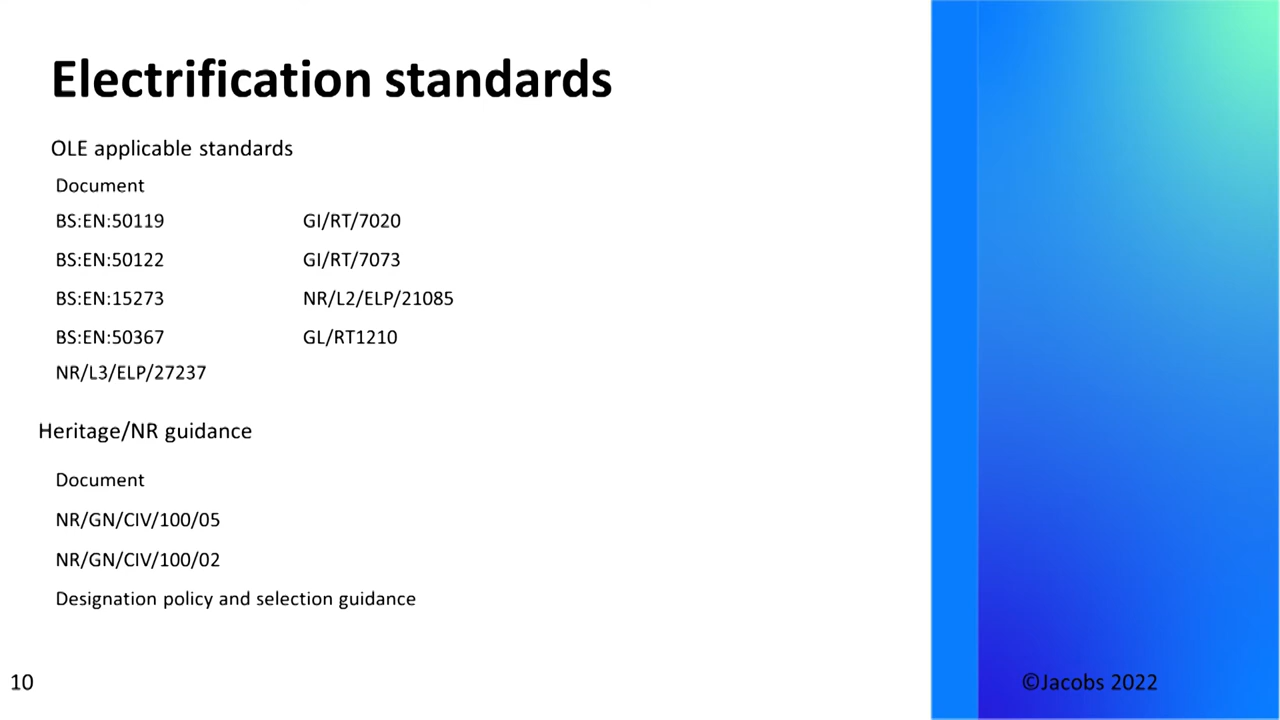 Electrification standards
OLE applicable standards
Document
BS:EN:50119 GI/RT/7020
BS:EN:50122 GI/RT/7073
BS:EN:15273 NR/L2/ELP/21085
BS:EN:50367 GL/RT1210
NR/L3/ELP/27237
Heritage/NR guidance
Document
NR/GN/CIV/100/05
NR/GN/CIV/100/02
Designation policy and selection guidance
10
©Jacobs 2022